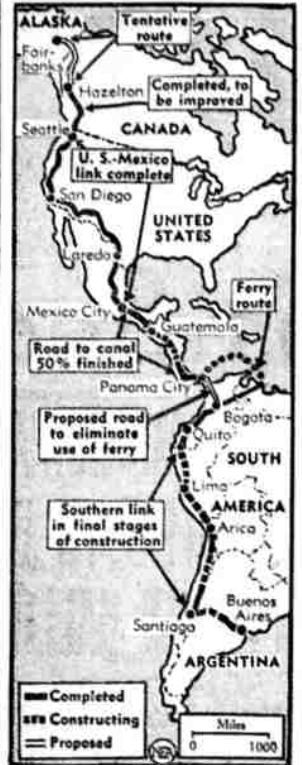 ALASKA
Tentative
route
Fair-
banks
Hazelton
Completed, to
be improved
Seattle
CANADA
U. S.-Mexico
link complete
San Diego
UNITED
STATES
Laredo
Ferry
route
Mexico City
Guatemala
Road to canal
50% finished
Panama City
Proposed road
to eliminate
use of ferry
Bogota
Quito
SOUTH
Lima
AMERICA
Southern link
in final stages
of construction
Arica
Buenos
Aires
Santiago
ARGENTINA
Completed
Constructing
Proposed
Miles
0 1000
NEA